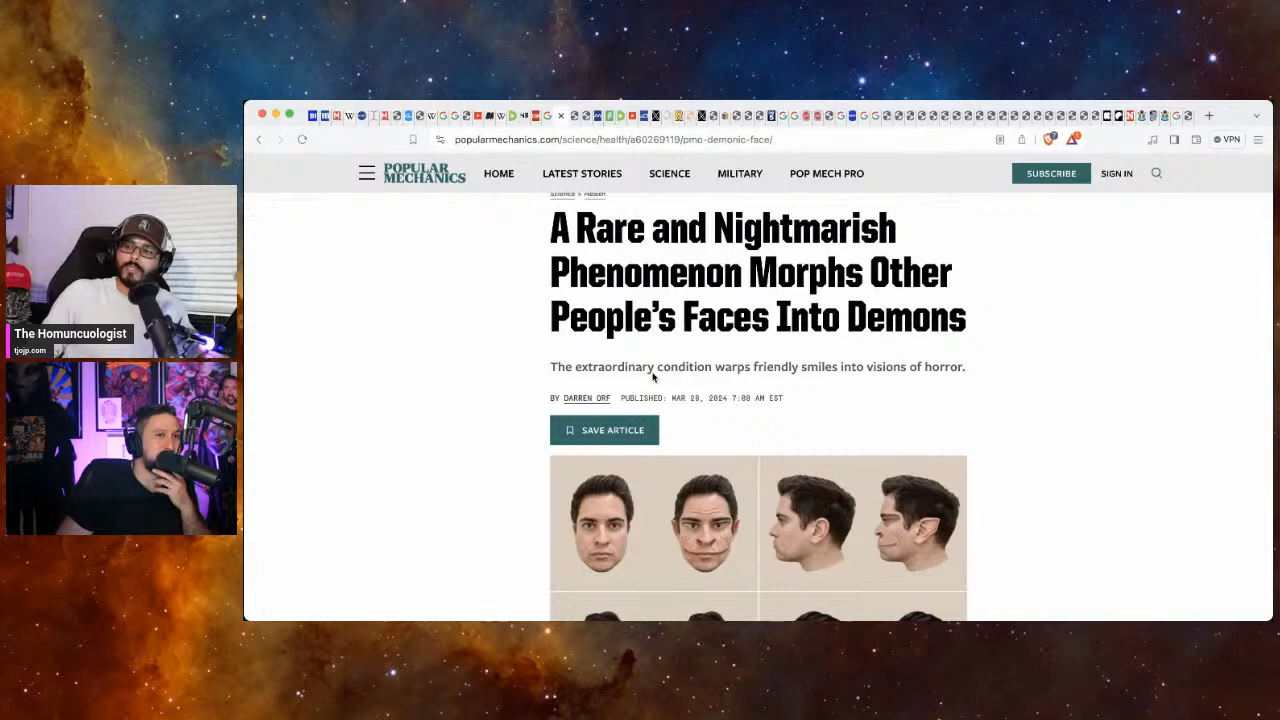 popularmechanics.com/science/health/a60269119/pmo-demonic-face/
VPN
POPULAR
MECHANICS
HOME
LATEST STORIES
SCIENCE
MILITARY
POP MECH PRO
SUBSCRIBE
SIGN IN
Science > Health
A Rare and Nightmarish
Phenomenon Morphs Other
People's Faces Into Demons
The extraordinary condition warps friendly smiles into visions of horror.
BY DARREN ORF PUBLISHED: MAR 28, 2024 7:00 AM EST
SAVE ARTICLE
The Homuncuologist
tjojp.com